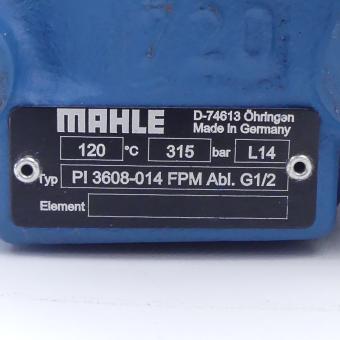 720
MAHLE
D-74613 Öhringen
Made in Germany
120 °C 315 bar L14
Typ PI 3608-014 FPM Abl. G1/2
Element